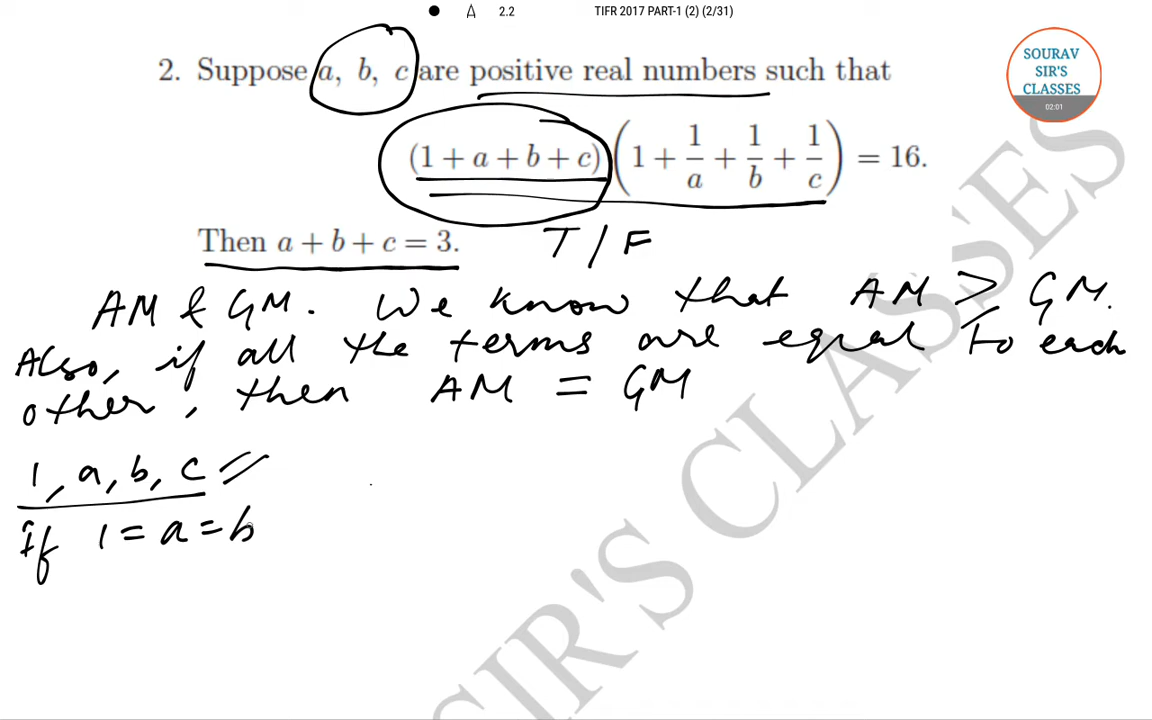 2.2 TIFR 2017 PART-1 (2) (2/31)
SOURAV
SIR'S
CLASSES
02:01
2. Suppose a, b, c are positive real numbers such that
(1 + a + b + c) (1 + 1/a + 1/b + 1/c) = 16.
Then a + b + c = 3. T/F
AM & GM. We know that AM > GM.
Also, if all the terms are equal to each
other, then AM = GM
1, a, b, c
If 1 = a = b
SIR'S CLASSES